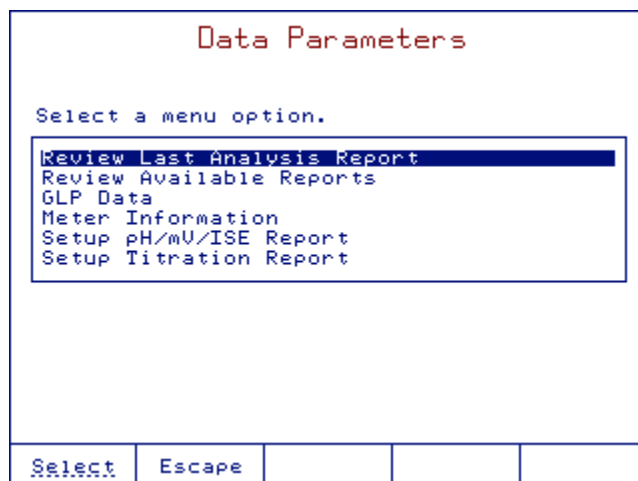 Data Parameters
Select a menu option.
Review Last Analysis Report
Review Available Reports
GLP Data
Meter Information
Setup pH/mV/ISE Report
Setup Titration Report
Select Escape